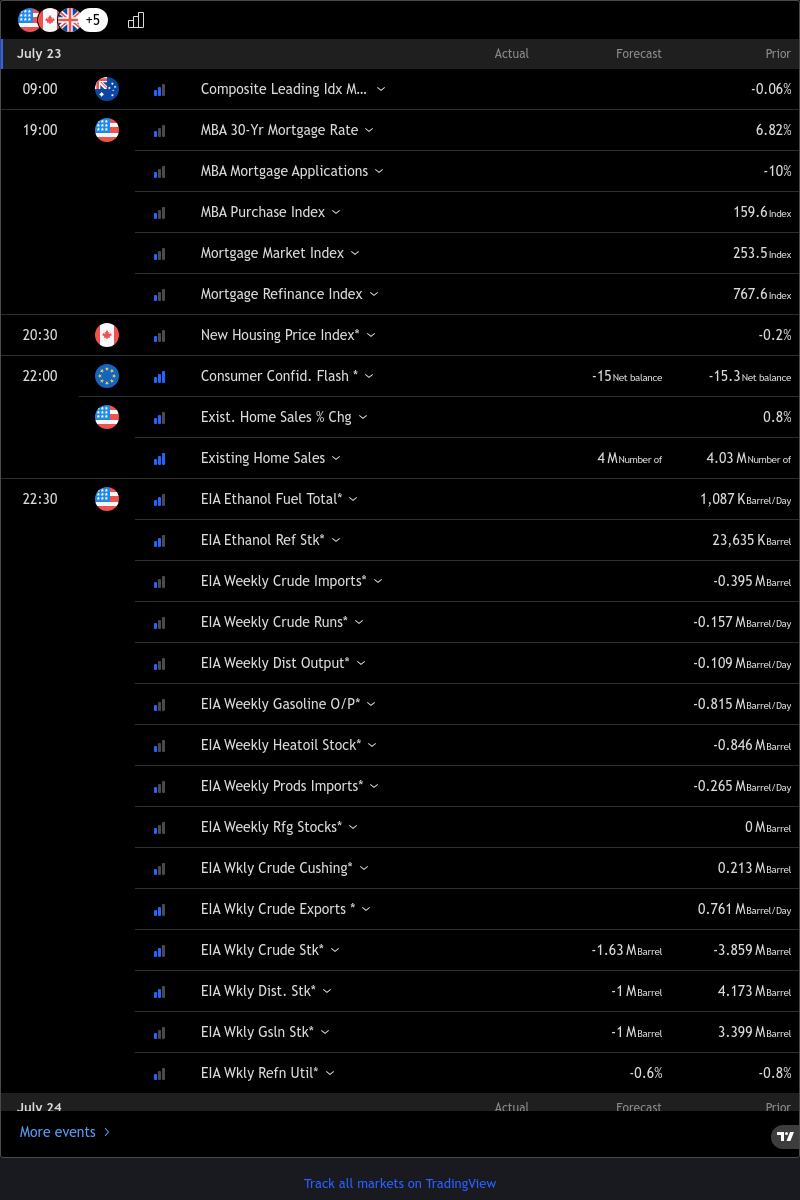 +5
July 23 Actual Forecast Prior
09:00 Composite Leading Idx M... -0.06%
19:00 MBA 30-Yr Mortgage Rate 6.82%
MBA Mortgage Applications -10%
MBA Purchase Index 159.6 Index
Mortgage Market Index 253.5 Index
Mortgage Refinance Index 767.6 Index
20:30 New Housing Price Index* -0.2%
22:00 Consumer Confid. Flash * -15 Net balance -15.3 Net balance
Exist. Home Sales % Chg 0.8%
Existing Home Sales 4 M Number of 4.03 M Number of
22:30 EIA Ethanol Fuel Total* 1,087 K Barrel/Day
EIA Ethanol Ref Stk* 23,635 K Barrel
EIA Weekly Crude Imports* -0.395 M Barrel
EIA Weekly Crude Runs* -0.157 M Barrel/Day
EIA Weekly Dist Output* -0.109 M Barrel/Day
EIA Weekly Gasoline O/P* -0.815 M Barrel/Day
EIA Weekly Heatoil Stock* -0.846 M Barrel
EIA Weekly Prods Imports* -0.265 M Barrel/Day
EIA Weekly Rfg Stocks* 0 M Barrel
EIA Wkly Crude Cushing* 0.213 M Barrel
EIA Wkly Crude Exports * 0.761 M Barrel/Day
EIA Wkly Crude Stk* -1.63 M Barrel -3.859 M Barrel
EIA Wkly Dist. Stk* -1 M Barrel 4.173 M Barrel
EIA Wkly Gsln Stk* -1 M Barrel 3.399 M Barrel
EIA Wkly Refn Util* -0.6% -0.8%
July 24 Actual Forecast Prior
More events
Track all markets on TradingView